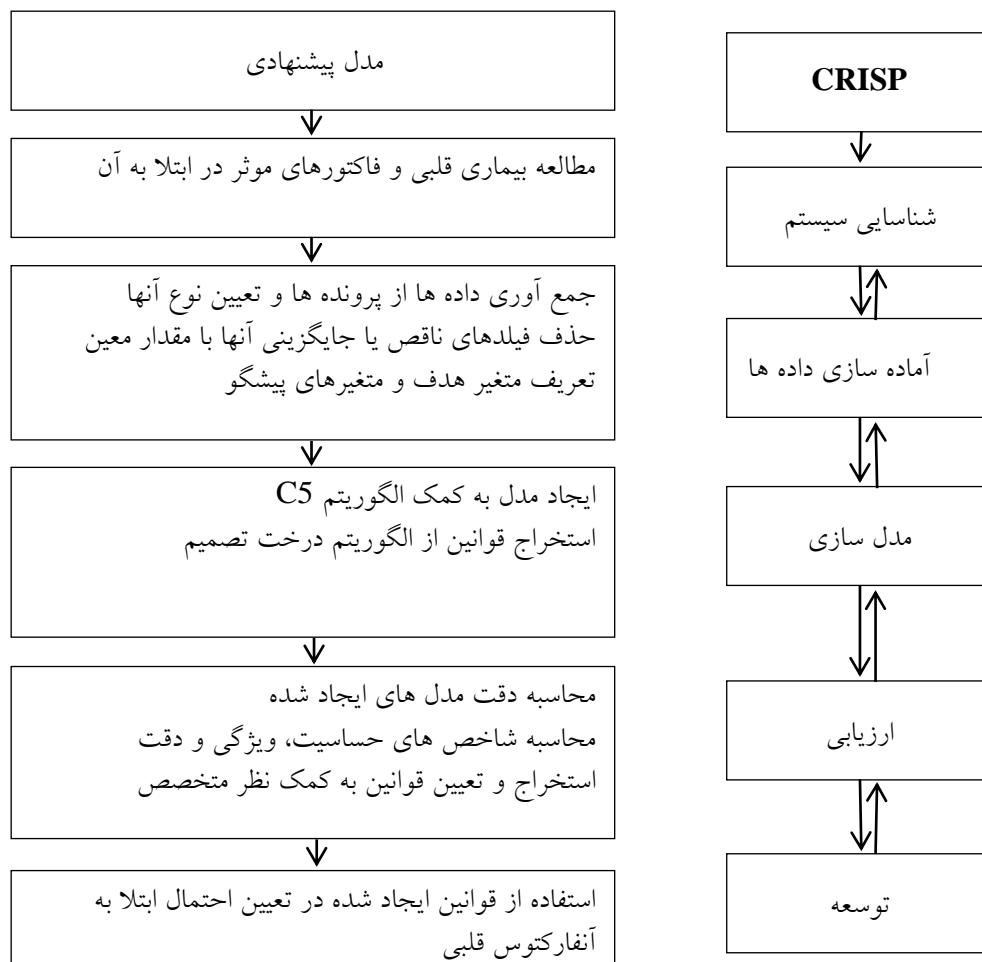 CRISP
شناسایی سیستم
آماده سازی داده ها
مدل سازی
ارزیابی
توسعه
مدل پیشنهادی
مطالعه بیماری قلبی و فاکتورهای موثر در ابتلا به آن
جمع آوری داده ها از پرونده ها و تعیین نوع آنها
حذف فیلدهای ناقص یا جایگزینی آنها با مقدار معین
تعریف متغیر هدف و متغیرهای پیشگو
ایجاد مدل به کمک الگوریتم C5
استخراج قوانین از الگوریتم درخت تصمیم
محاسبه دقت مدل های ایجاد شده
محاسبه شاخص های حساسیت، ویژگی و دقت
استخراج و تعیین قوانین به کمک نظر متخصص
استفاده از قوانین ایجاد شده در تعیین احتمال ابتلا به
آنفارکتوس قلبی